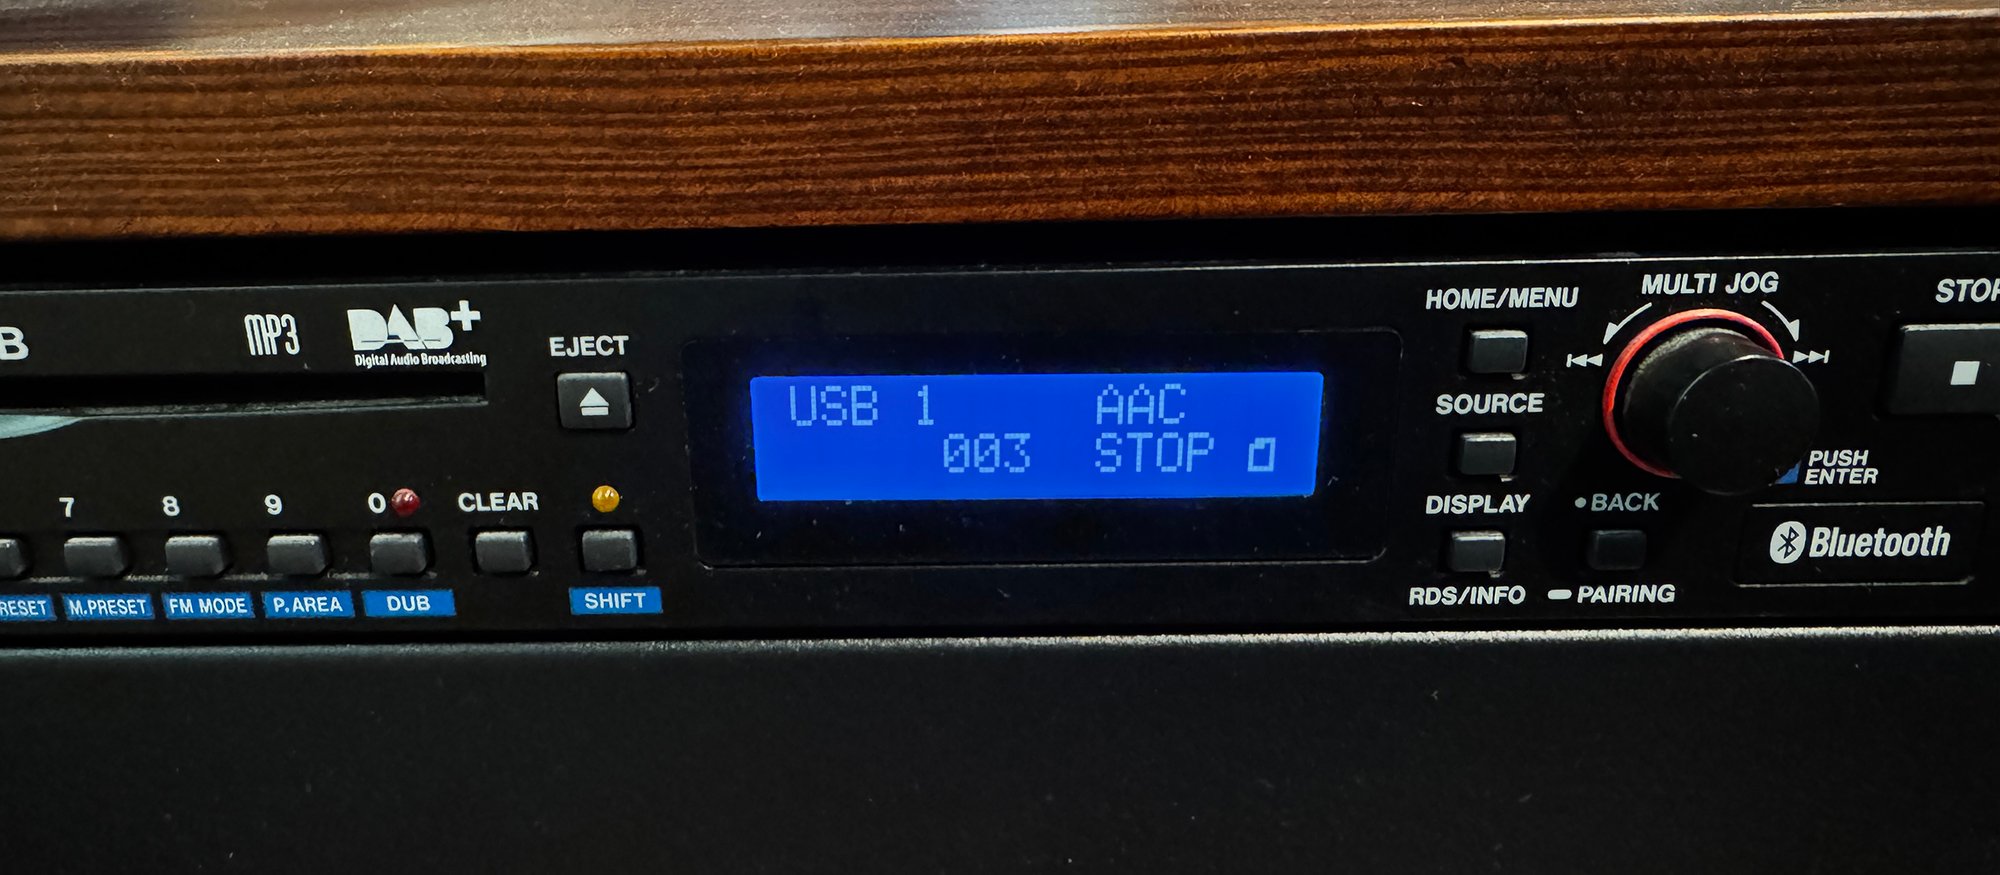 B
MP3
DAB+
Digital Audio Broadcasting
EJECT
USB 1 AAC
003 STOP
HOME/MENU
MULTI JOG
STOP
SOURCE
PUSH
ENTER
7 8 9 0 CLEAR
DISPLAY
BACK
Bluetooth
RESET M.PRESET FM MODE P.AREA DUB SHIFT
RDS/INFO
PAIRING